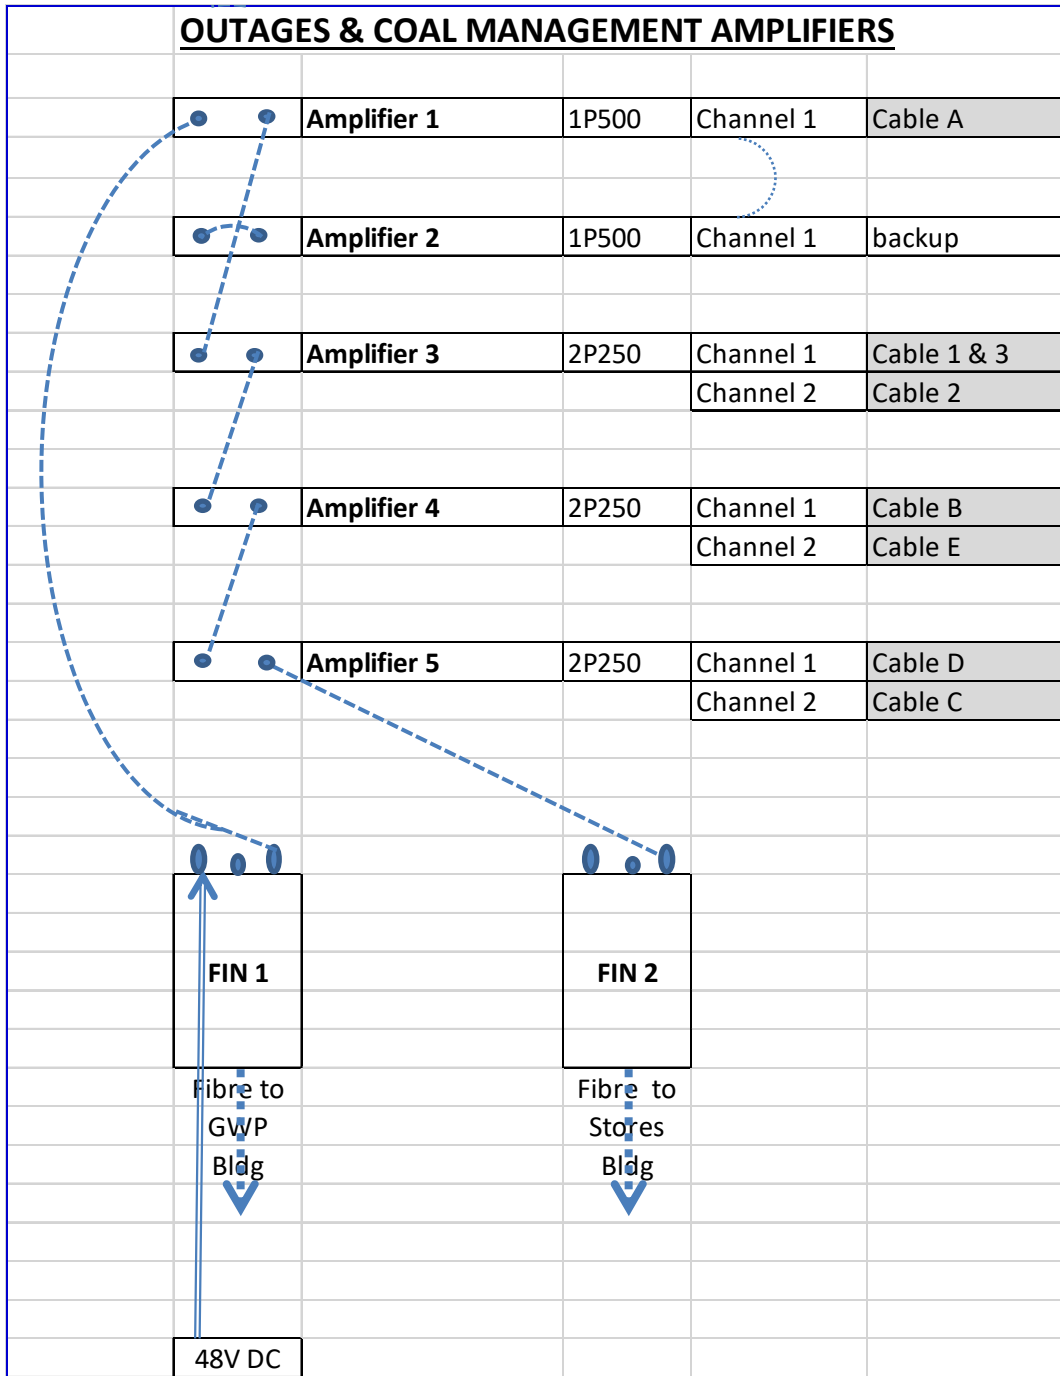 OUTAGES & COAL MANAGEMENT AMPLIFIERS
Amplifier 1 1P500 Channel 1 Cable A
Amplifier 2 1P500 Channel 1 backup
Amplifier 3 2P250 Channel 1 Cable 1 & 3
Channel 2 Cable 2
Amplifier 4 2P250 Channel 1 Cable B
Channel 2 Cable E
Amplifier 5 2P250 Channel 1 Cable D
Channel 2 Cable C
FIN 1 FIN 2
Fibre to Fibre to
GWP Stores
Bldg Bldg
48V DC